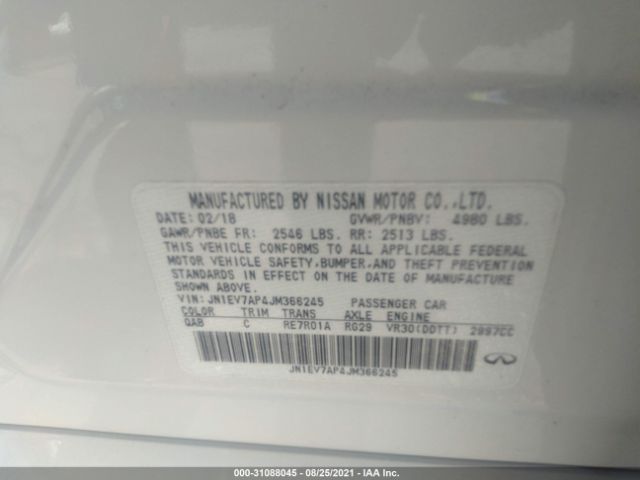 MANUFACTURED BY NISSAN MOTOR CO.,LTD.
DATE: 02/18 GVWR/PNBV: 4980 LBS.
GAWR/PNBE FR: 2546 LBS. RR: 2513 LBS.
THIS VEHICLE CONFORMS TO ALL APPLICABLE FEDERAL
MOTOR VEHICLE SAFETY,BUMPER,AND THEFT PREVENTION
STANDARDS IN EFFECT ON THE DATE OF MANUFACTURE
SHOWN ABOVE.
VIN: JN1EV7AP4JM366245 PASSENGER CAR
COLOR TRIM TRANS AXLE ENGINE
QAB C RE7R01A RG29 VR30(DDTT) 2997CC
JN1EV7AP4JM366245
000-31088045 - 08/25/2021 - IAA Inc.